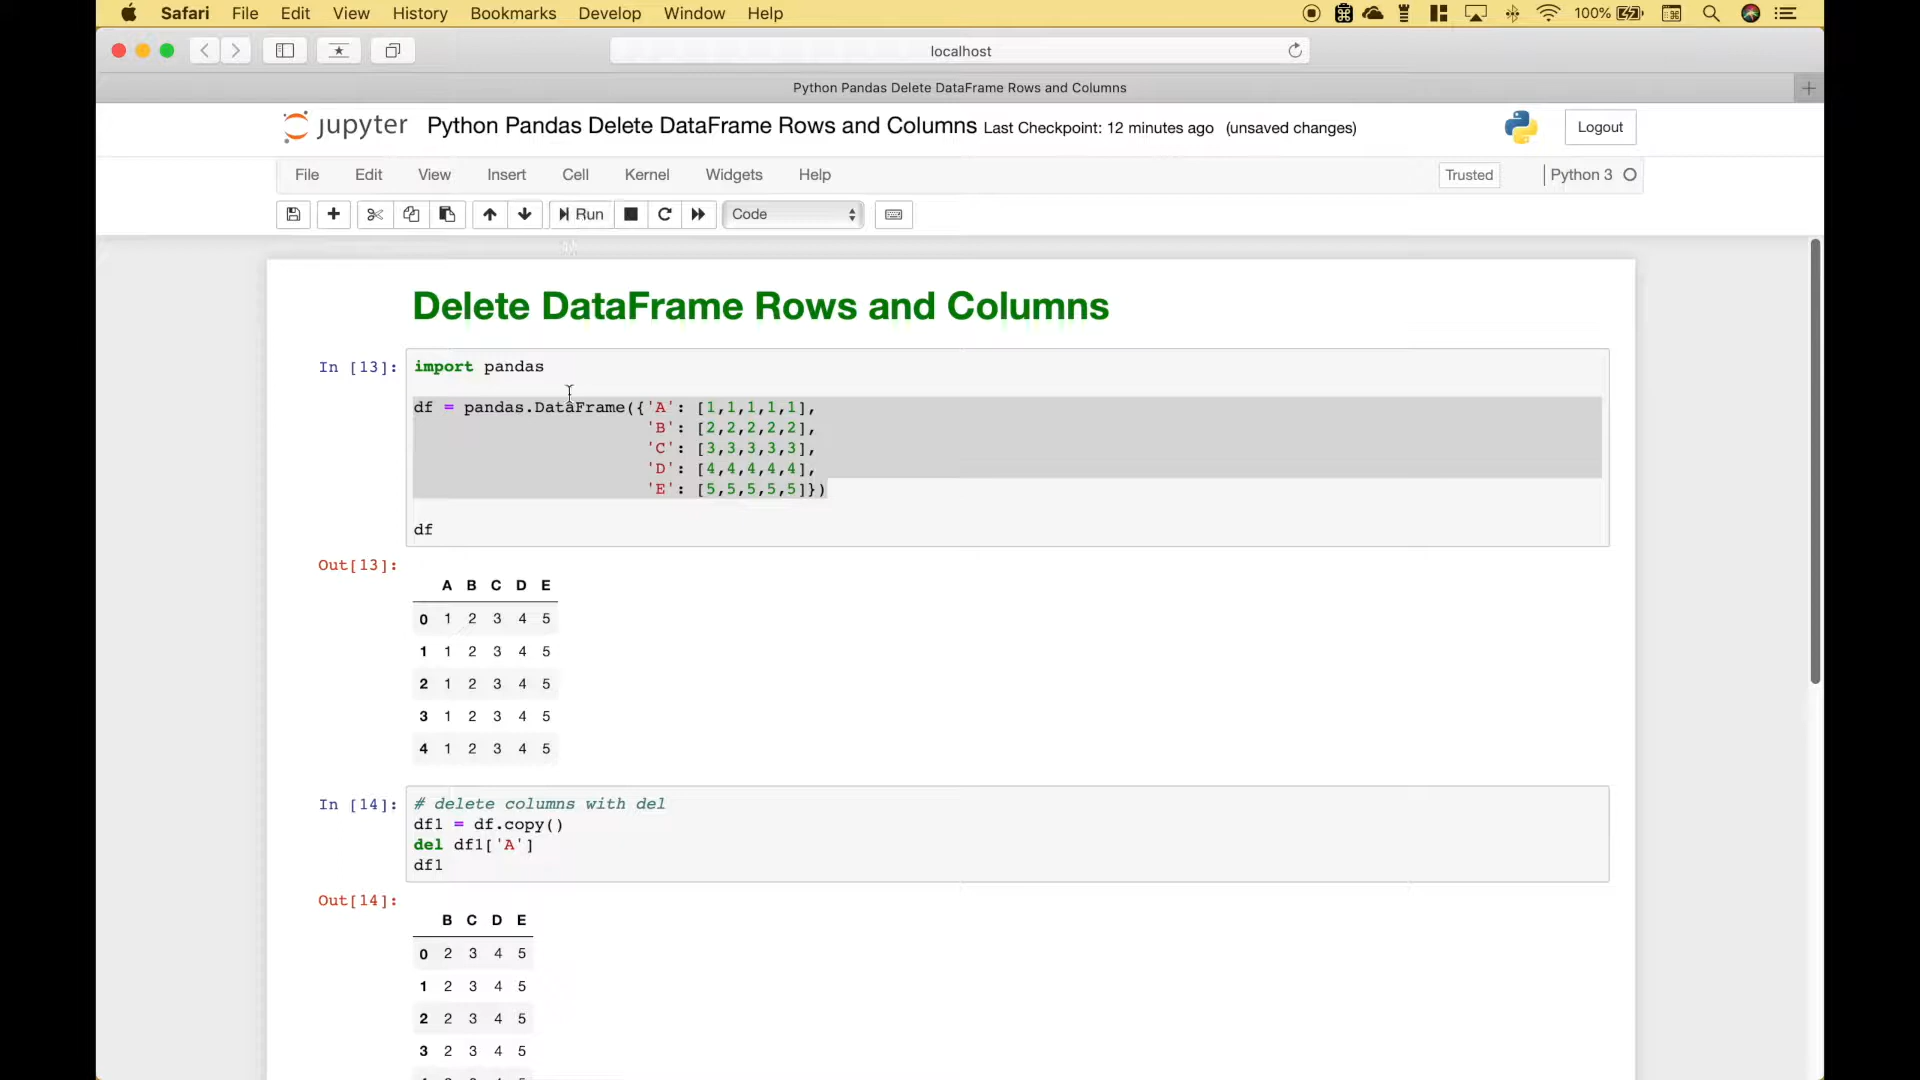 Safari File Edit View History Bookmarks Develop Window Help 100%
localhost
Python Pandas Delete DataFrame Rows and Columns
jupyter Python Pandas Delete DataFrame Rows and Columns Last Checkpoint: 12 minutes ago (unsaved changes) Logout
File Edit View Insert Cell Kernel Widgets Help Trusted Python 3
Run Code
Delete DataFrame Rows and Columns
In [13]: import pandas
df = pandas.DataFrame({'A': [1,1,1,1,1],
'B': [2,2,2,2,2],
'C': [3,3,3,3,3],
'D': [4,4,4,4,4],
'E': [5,5,5,5,5]})
df
Out[13]:
A B C D E
0 1 2 3 4 5
1 1 2 3 4 5
2 1 2 3 4 5
3 1 2 3 4 5
4 1 2 3 4 5
In [14]: # delete columns with del
df1 = df.copy()
del df1['A']
df1
Out[14]:
B C D E
0 2 3 4 5
1 2 3 4 5
2 2 3 4 5
3 2 3 4 5